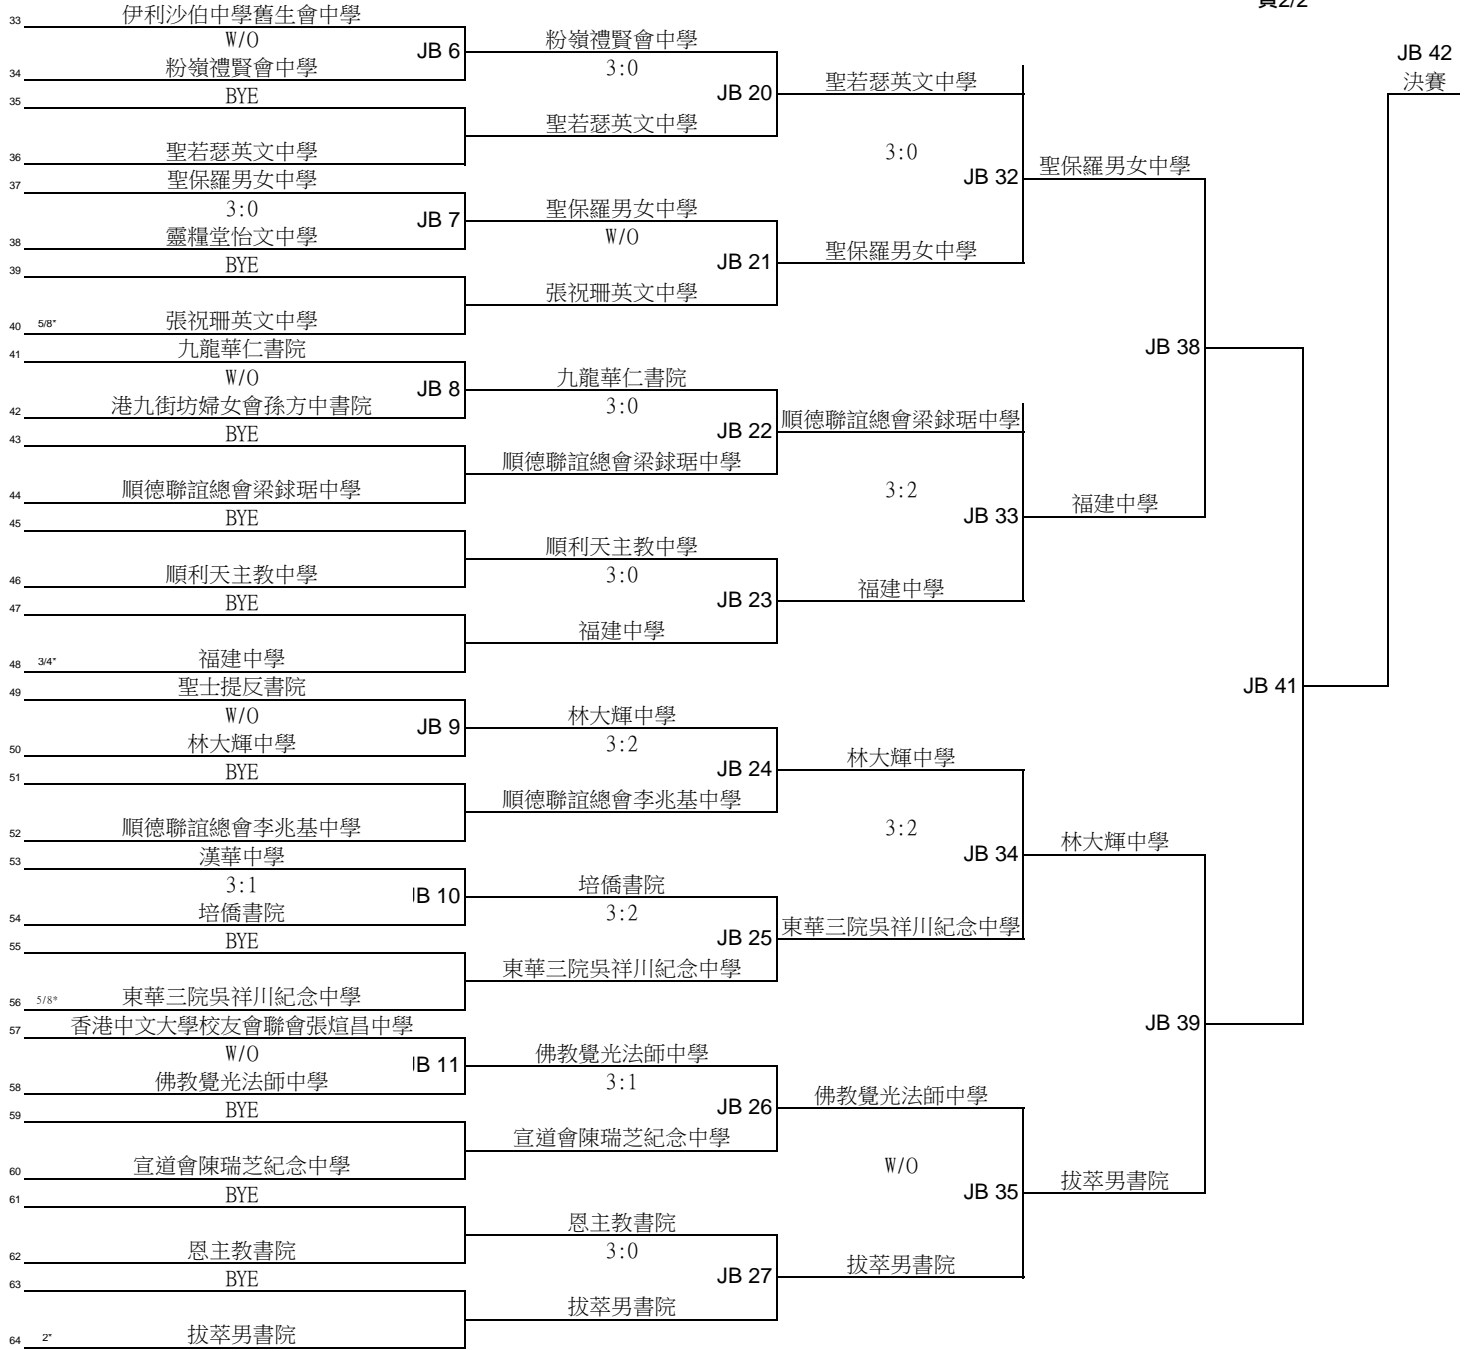 頁2/2
33 伊利沙伯中學舊生會中學
W/O JB 6 粉嶺禮賢會中學
34 粉嶺禮賢會中學 3:0 JB 42
35 BYE JB 20 聖若瑟英文中學 決賽
聖若瑟英文中學
36 聖若瑟英文中學 3:0
37 聖保羅男女中學 JB 32 聖保羅男女中學
3:0 JB 7 聖保羅男女中學
38 靈糧堂怡文中學 W/O
39 BYE JB 21 聖保羅男女中學
張祝珊英文中學
40 5/8* 張祝珊英文中學
41 九龍華仁書院 JB 38
W/O JB 8 九龍華仁書院
42 港九街坊婦女會孫方中書院 3:0
43 BYE JB 22 順德聯誼總會梁銶琚中學
順德聯誼總會梁銶琚中學
44 順德聯誼總會梁銶琚中學 3:2
45 BYE JB 33 福建中學
順利天主教中學
46 順利天主教中學 3:0
47 BYE JB 23 福建中學
福建中學
48 3/4* 福建中學
49 聖士提反書院 JB 41
W/O JB 9 林大輝中學
50 林大輝中學 3:2
51 BYE JB 24 林大輝中學
順德聯誼總會李兆基中學
52 順德聯誼總會李兆基中學 3:2
53 漢華中學 JB 34 林大輝中學
3:1 JB 10 培僑書院
54 培僑書院 3:2
55 BYE JB 25 東華三院吳祥川紀念中學
東華三院吳祥川紀念中學
56 5/8* 東華三院吳祥川紀念中學
57 香港中文大學校友會聯會張煊昌中學 JB 39
W/O JB 11 佛教覺光法師中學
58 佛教覺光法師中學 3:1
59 BYE JB 26 佛教覺光法師中學
宣道會陳瑞芝紀念中學
60 宣道會陳瑞芝紀念中學 W/O
61 BYE JB 35 拔萃男書院
恩主教書院
62 恩主教書院 3:0
63 BYE JB 27 拔萃男書院
拔萃男書院
64 2* 拔萃男書院